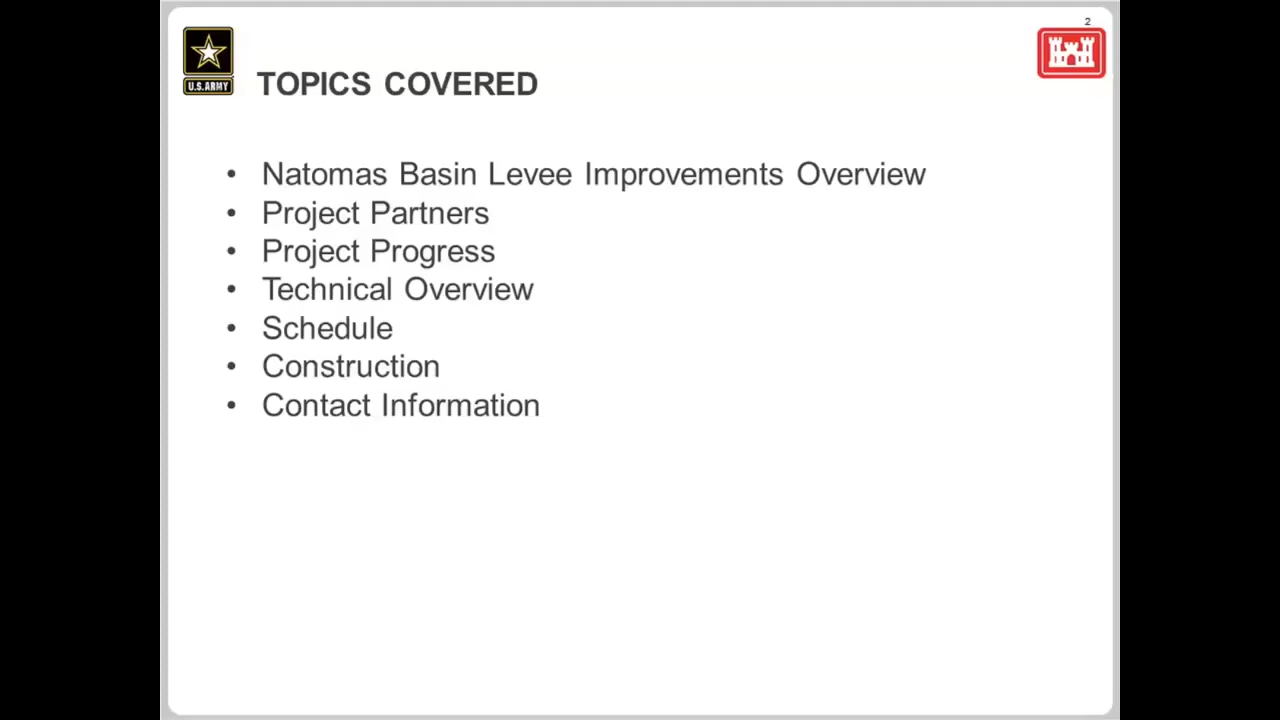 2
U.S.ARMY
TOPICS COVERED
• Natomas Basin Levee Improvements Overview
• Project Partners
• Project Progress
• Technical Overview
• Schedule
• Construction
• Contact Information